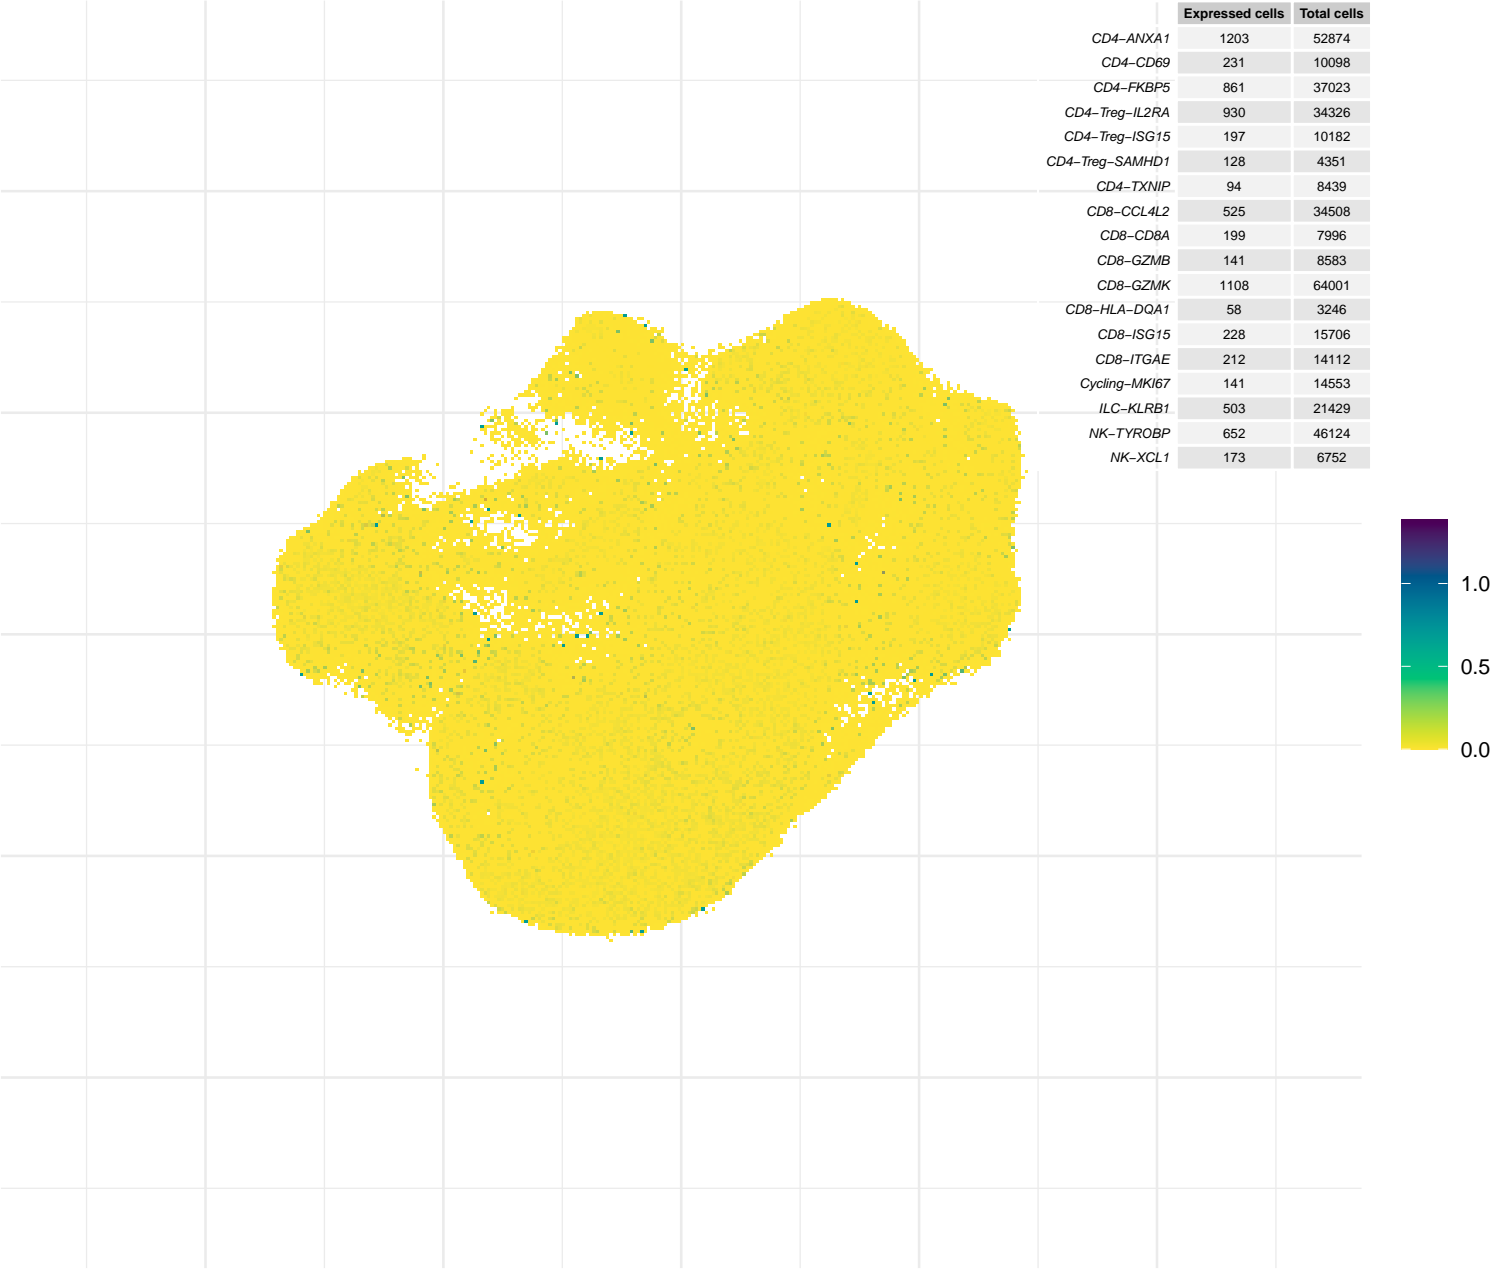 Expressed cells Total cells
CD4−ANXA1 1203 52874
CD4−CD69 231 10098
CD4−FKBP5 861 37023
CD4−Treg−IL2RA 930 34326
CD4−Treg−ISG15 197 10182
CD4−Treg−SAMHD1 128 4351
CD4−TXNIP 94 8439
CD8−CCL4L2 525 34508
CD8−CD8A 199 7996
CD8−GZMB 141 8583
CD8−GZMK 1108 64001
CD8−HLA−DQA1 58 3246
CD8−ISG15 228 15706
CD8−ITGAE 212 14112
Cycling−MKI67 141 14553
ILC−KLRB1 503 21429
NK−TYROBP 652 46124
NK−XCL1 173 6752
1.0
0.5
0.0